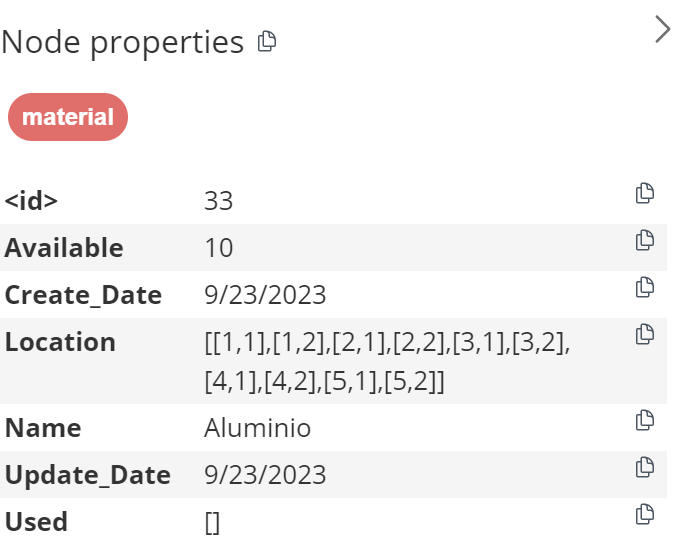 Node properties
material
<id> 33
Available 10
Create_Date 9/23/2023
Location [[1,1],[1,2],[2,1],[2,2],[3,1],[3,2],
[4,1],[4,2],[5,1],[5,2]]
Name Aluminio
Update_Date 9/23/2023
Used []